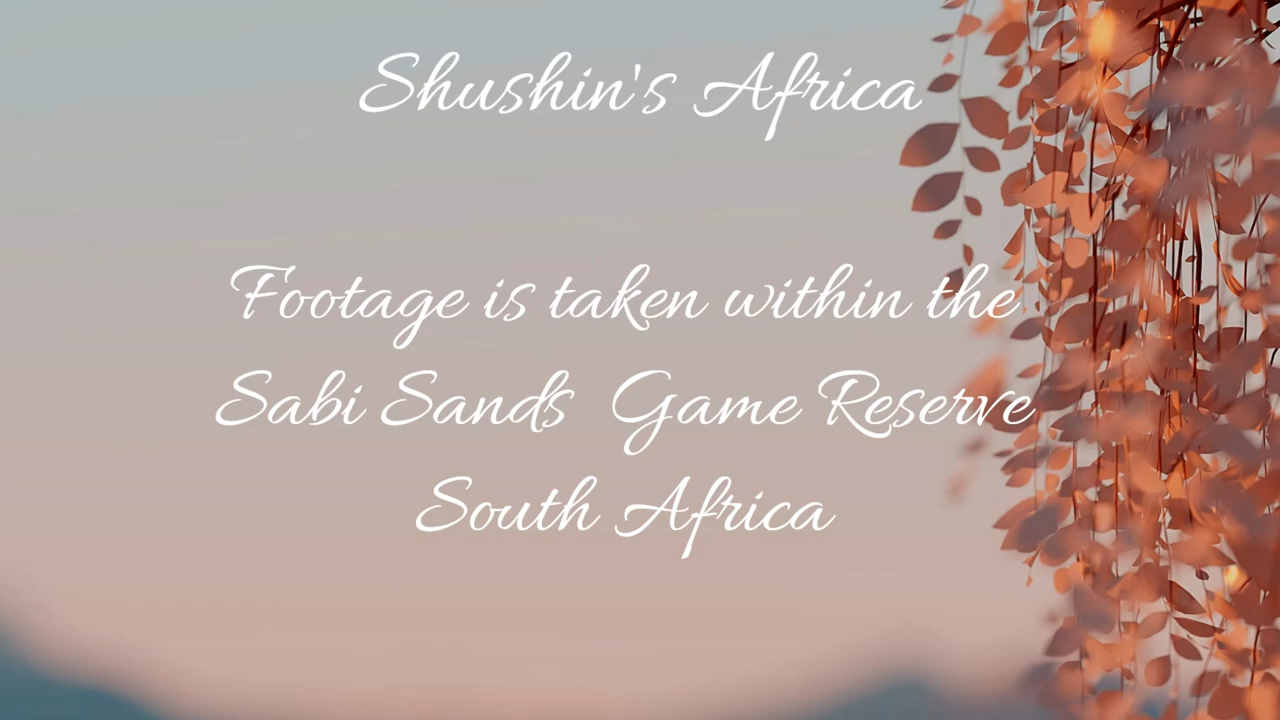 Shushin's Africa
Footage is taken within the
Sabi Sands Game Reserve
South Africa